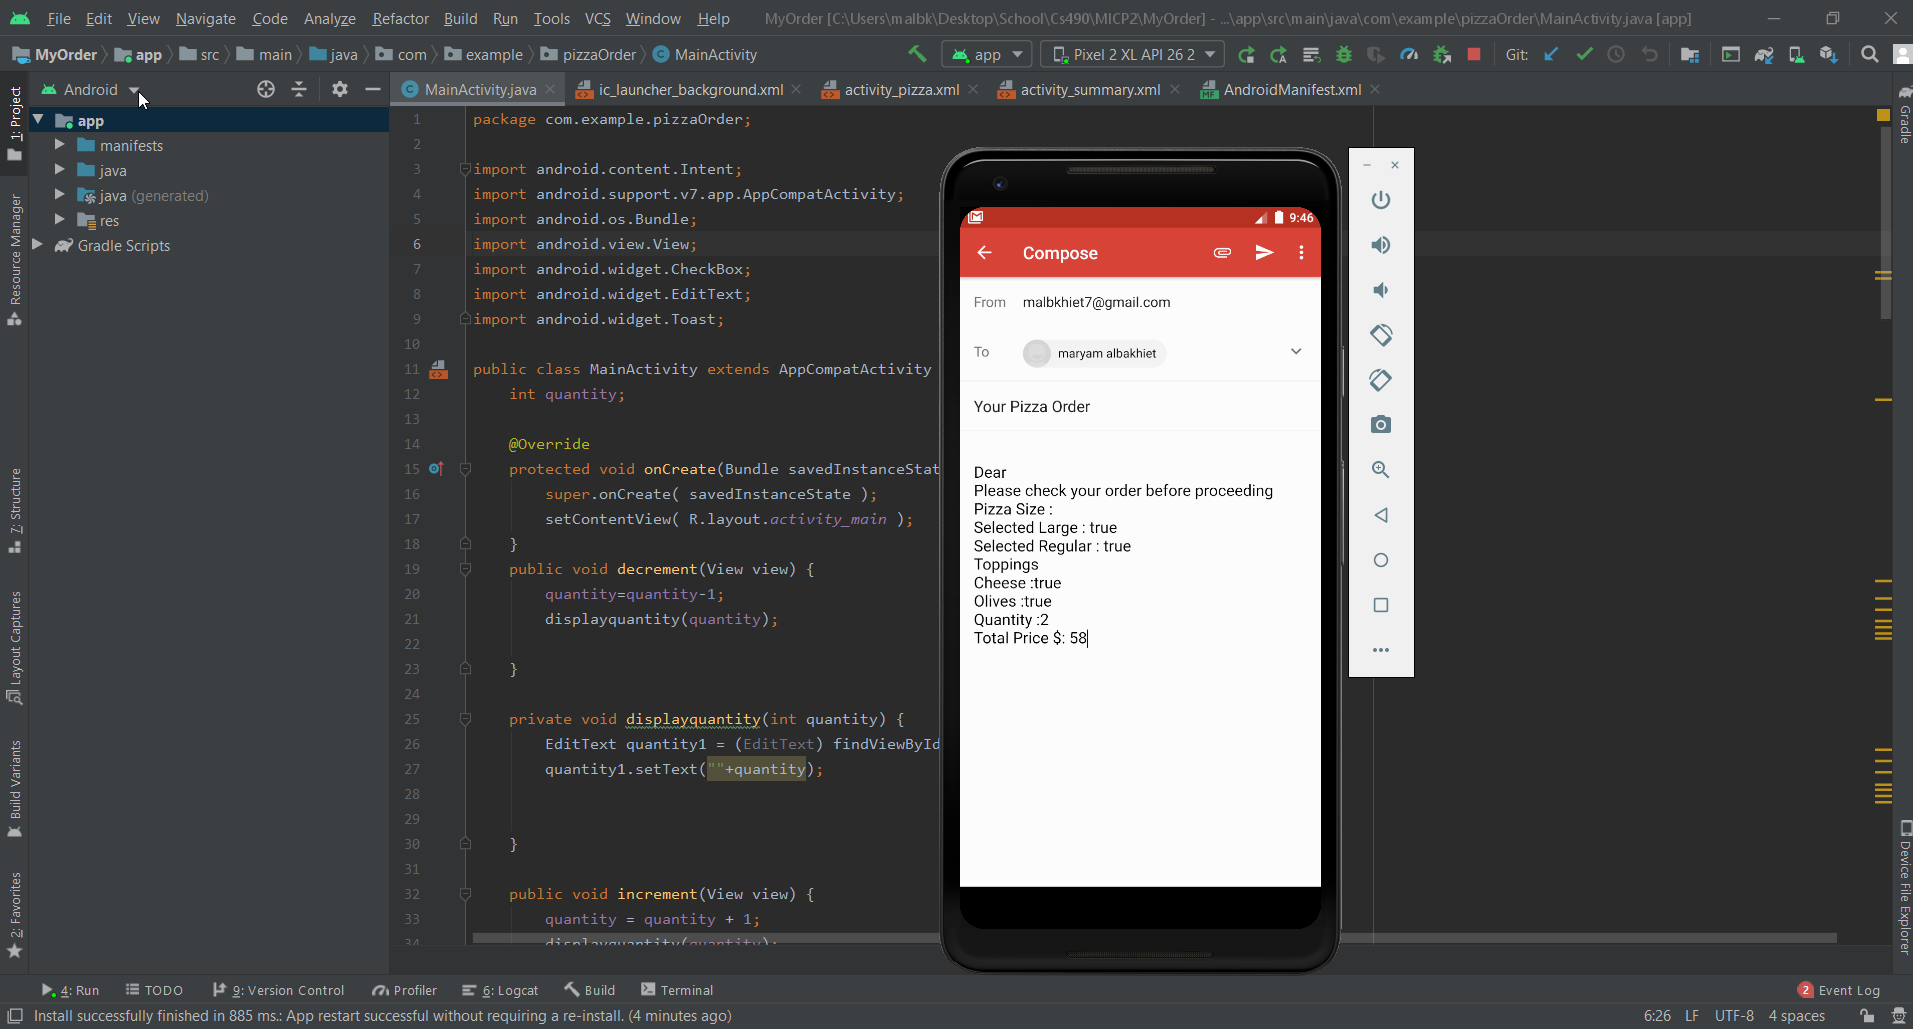 File Edit View Navigate Code Analyze Refactor Build Run Tools VCS Window Help MyOrder [C:\Users\malbk\Desktop\School\Cs490\MICP2\MyOrder] - ...\app\src\main\java\com\example\pizzaOrder\MainActivity.java [app]
MyOrder app src main java com example pizzaOrder MainActivity app Pixel 2 XL API 26 2 Git:
Android
MainActivity.java ic_launcher_background.xml activity_pizza.xml activity_summary.xml AndroidManifest.xml
app
manifests
java
java (generated)
res
Gradle Scripts
1: Project
Resource Manager
7: Structure
Layout Captures
Build Variants
2: Favorites
1 package com.example.pizzaOrder;
2
3 import android.content.Intent;
4 import android.support.v7.app.AppCompatActivity;
5 import android.os.Bundle;
6 import android.view.View;
7 import android.widget.CheckBox;
8 import android.widget.EditText;
9 import android.widget.Toast;
10
11 public class MainActivity extends AppCompatActivity
12 int quantity;
13
14 @Override
15 protected void onCreate(Bundle savedInstanceStat
16 super.onCreate( savedInstanceState );
17 setContentView( R.layout.activity_main );
18 }
19 public void decrement(View view) {
20 quantity=quantity-1;
21 displayquantity(quantity);
22
23 }
24
25 private void displayquantity(int quantity) {
26 EditText quantity1 = (EditText) findViewById
27 quantity1.setText(""+quantity);
28
29
30 }
31
32 public void increment(View view) {
33 quantity = quantity + 1;
34 displayquantity(quantity);
9:46
Compose
From malbkhiet7@gmail.com
To maryam albakhiet
Your Pizza Order
Dear
Please check your order before proceeding
Pizza Size :
Selected Large : true
Selected Regular : true
Toppings
Cheese :true
Olives :true
Quantity :2
Total Price $: 58
Gradle
Device File Explorer
4: Run TODO 9: Version Control Profiler 6: Logcat Build Terminal 2 Event Log
Install successfully finished in 885 ms.: App restart successful without requiring a re-install. (4 minutes ago) 6:26 LF UTF-8 4 spaces